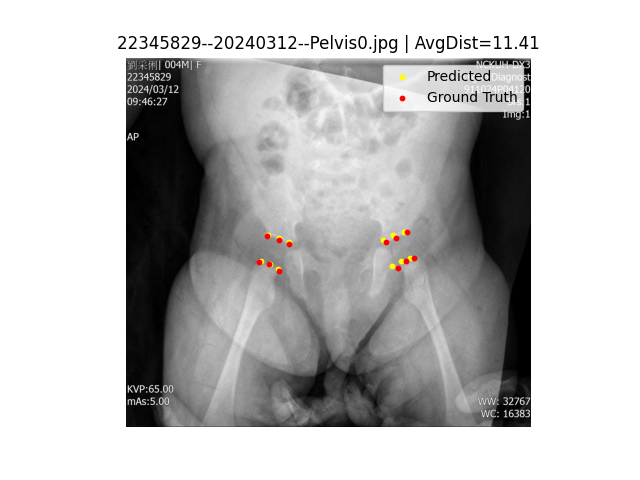 22345829--20240312--Pelvis0.jpg | AvgDist=11.41
| 004M| F
NCKUH-DX3
Predicted
Ground Truth
22345829
Diagnost
2024/03/12
911024P04120
09:46:27
Img:1
AP
KVP:65.00
mAs:5.00
WW: 32767
WC: 16383